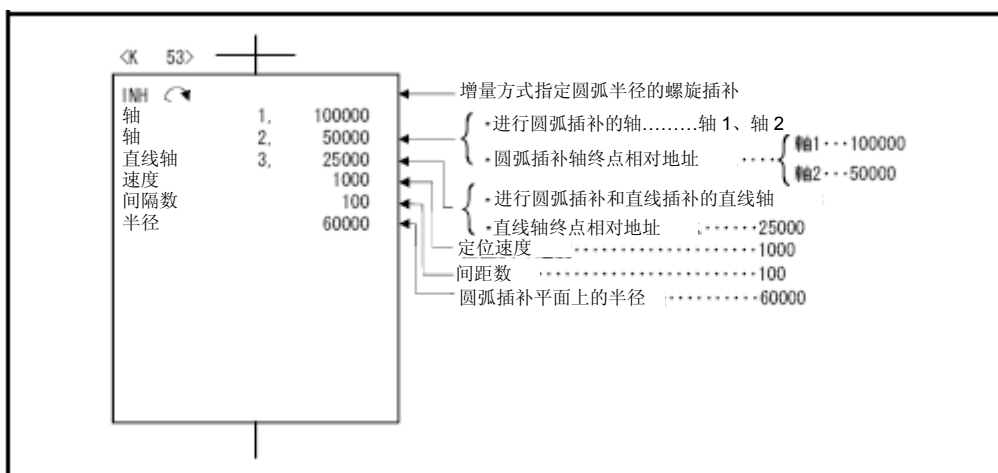 <K 53>
INH
轴 1, 100000
轴 2, 50000
直线轴 3, 25000
速度 1000
间隔数 100
半径 60000
增量方式指定圆弧半径的螺旋插补
·进行圆弧插补的轴………轴 1、轴 2
·圆弧插补轴终点相对地址 ····
軸1···100000
軸2···50000
·进行圆弧插补和直线插补的直线轴
·直线轴终点相对地址 ······25000
定位速度 ·······················1000
间距数 ···························100
圆弧插补平面上的半径 ···········60000